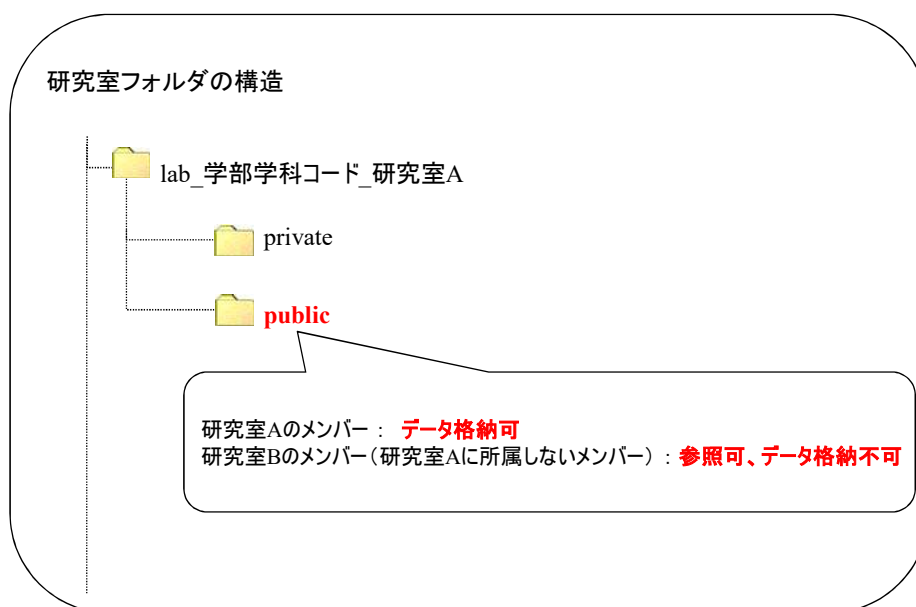 研究室フォルダの構造
lab_学部学科コード_研究室A
private
public
研究室Aのメンバー： データ格納可
研究室Bのメンバー（研究室Aに所属しないメンバー）：参照可、データ格納不可